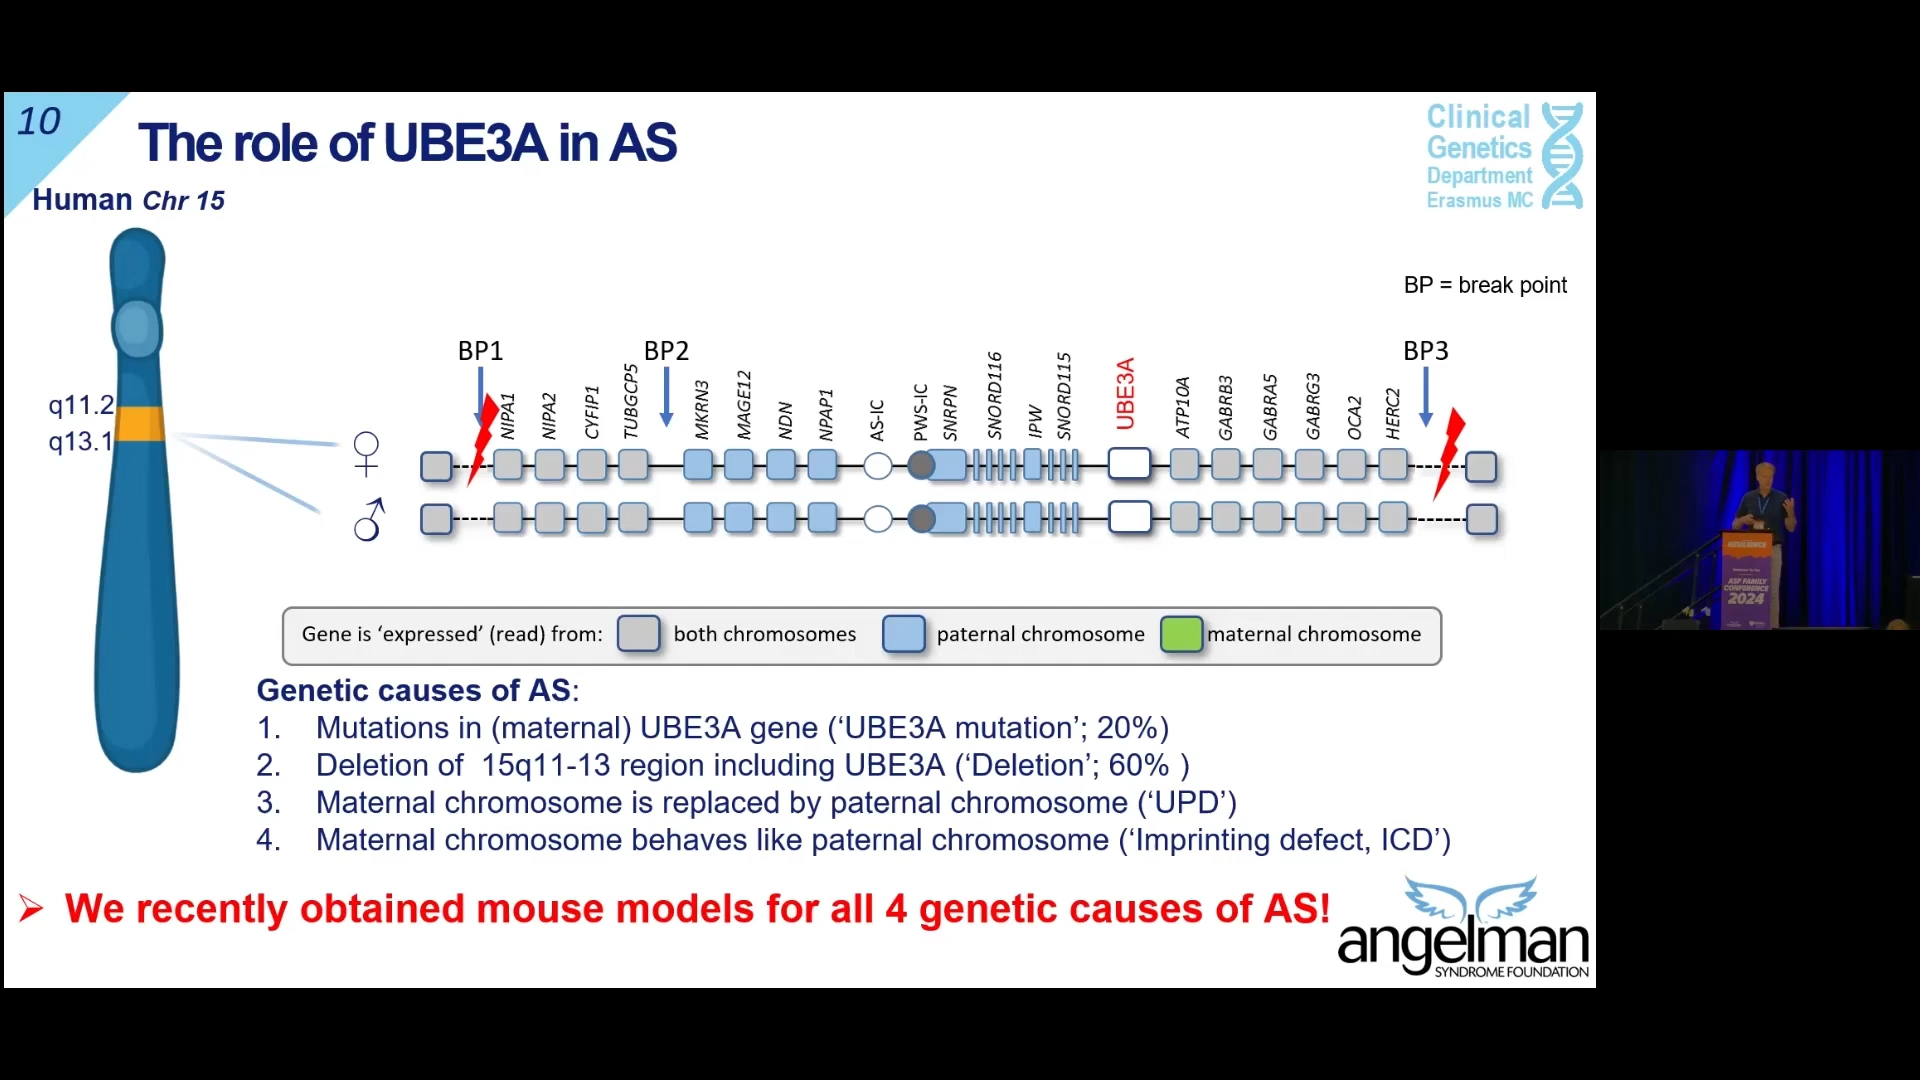 10
The role of UBE3A in AS
Clinical
Genetics
Department
Erasmus MC
Human Chr 15
BP = break point
BP1
BP2
BP3
NIPA1
NIPA2
CYFIP1
TUBGCP5
MKRN3
MAGE12
NDN
NPAP1
AS-IC
PWS-IC
SNRPN
SNORD116
IPW
SNORD115
UBE3A
ATP10A
GABRB3
GABRA5
GABRG3
OCA2
HERC2
q11.2
q13.1
♀
♂
Gene is ‘expressed’ (read) from: both chromosomes paternal chromosome maternal chromosome
Genetic causes of AS:
1. Mutations in (maternal) UBE3A gene (‘UBE3A mutation’; 20%)
2. Deletion of 15q11-13 region including UBE3A (‘Deletion’; 60% )
3. Maternal chromosome is replaced by paternal chromosome (‘UPD’)
4. Maternal chromosome behaves like paternal chromosome (‘Imprinting defect, ICD’)
➢ We recently obtained mouse models for all 4 genetic causes of AS!
angelman
SYNDROME FOUNDATION
RESILIENCE
ASF FAMILY
CONFERENCE
2024